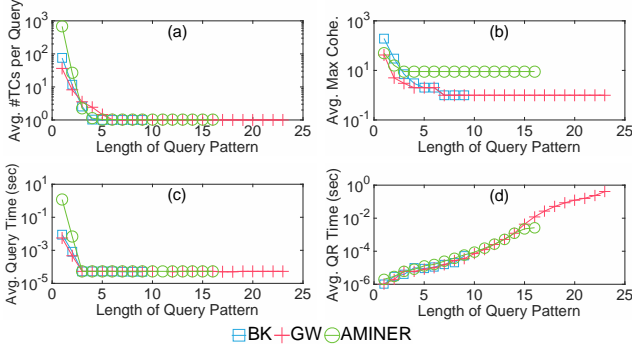 (a)
Avg. #TCs per Query
10^3
10^2
10^1
10^0
0 5 10 15 20 25
Length of Query Pattern
(b)
Avg. Max Cohe.
10^3
10^1
10^-1
0 5 10 15 20 25
Length of Query Pattern
(c)
Avg. Query Time (sec)
10^1
10^-5
10^-5
0 5 10 15 20 25
Length of Query Pattern
(d)
Avg. QR Time (sec)
10^0
10^-2
10^-4
10^-6
0 5 10 15 20 25
Length of Query Pattern
BK GW AMINER